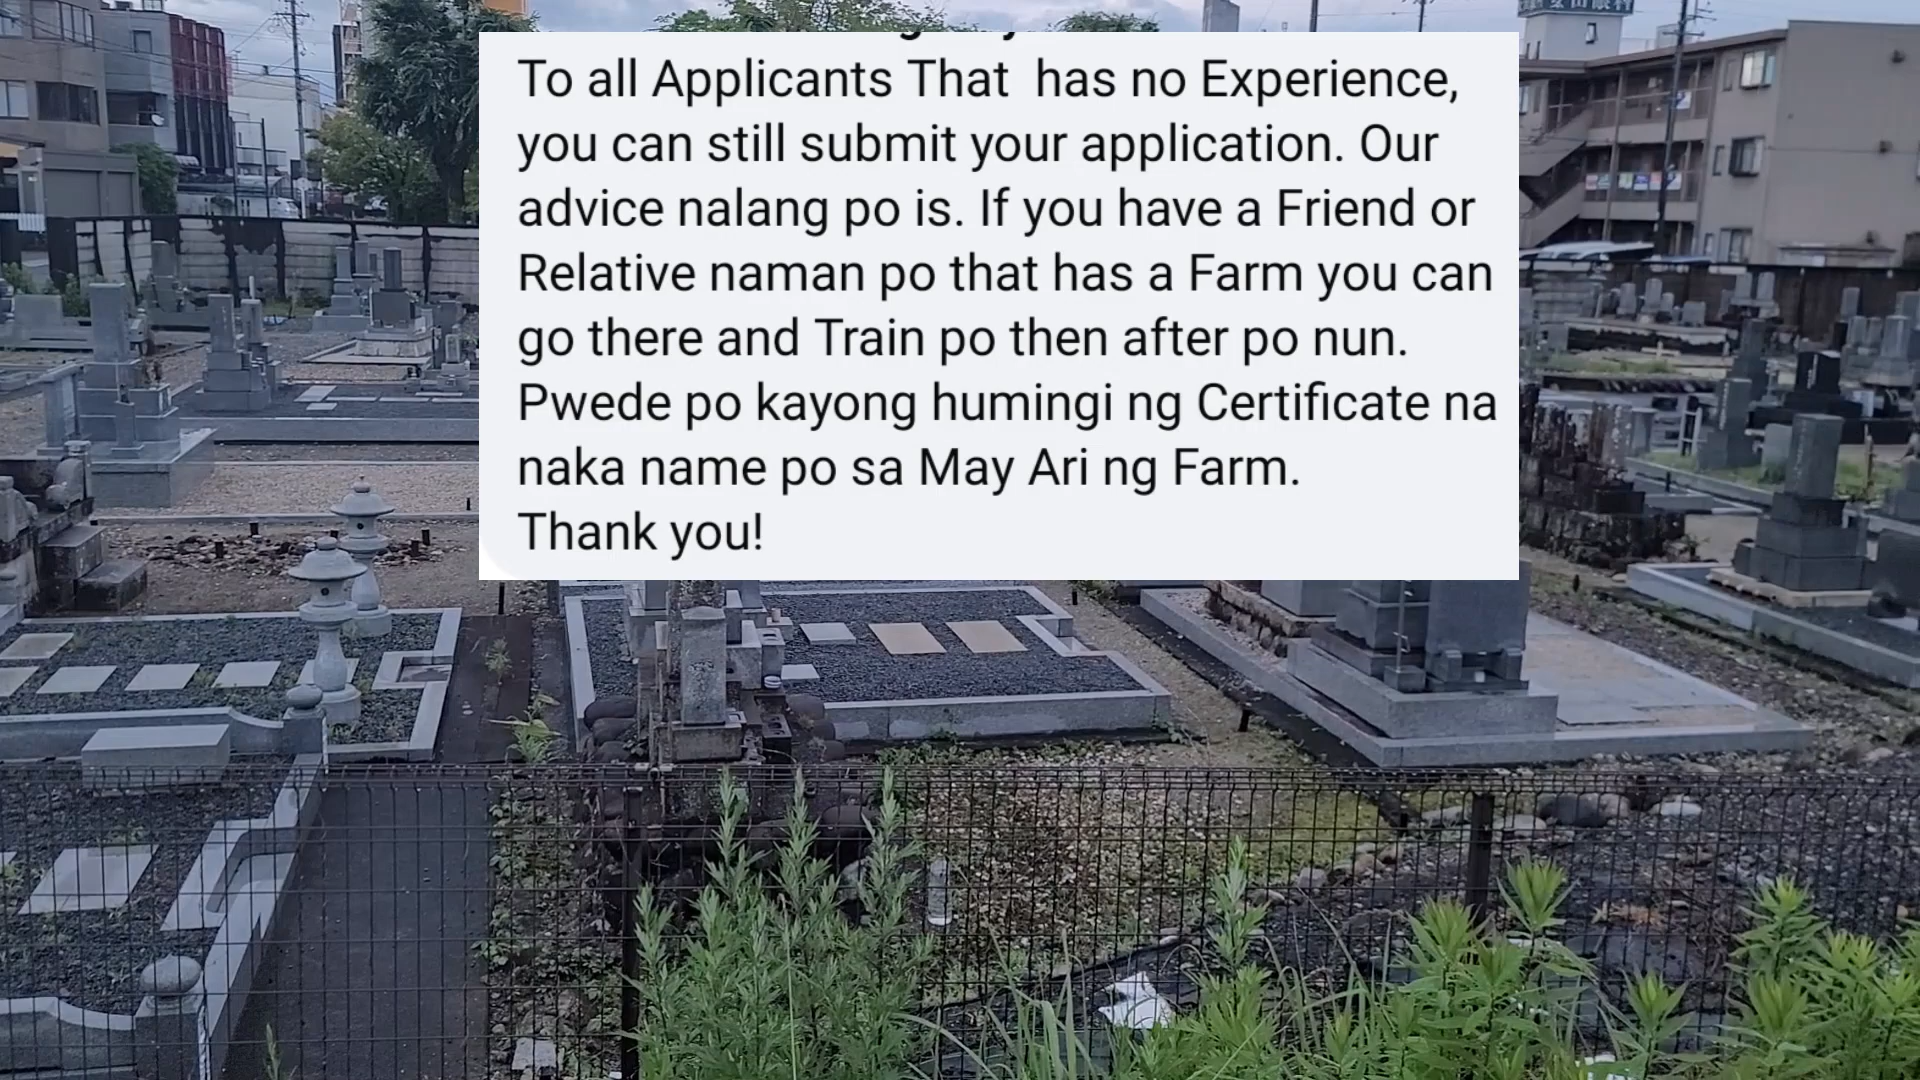 To all Applicants That has no Experience,
you can still submit your application. Our
advice nalang po is. If you have a Friend or
Relative naman po that has a Farm you can
go there and Train po then after po nun.
Pwede po kayong humingi ng Certificate na
naka name po sa May Ari ng Farm.
Thank you!